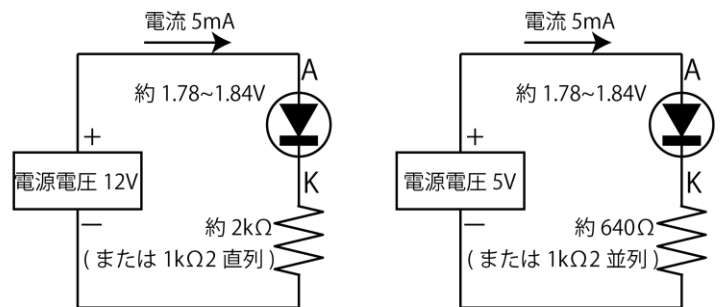 電流 5mA
A
約 1.78~1.84V
+
電源電圧 12V
K
−
約 2kΩ
( または 1kΩ2 直列 )
電流 5mA
A
約 1.78~1.84V
+
電源電圧 5V
K
−
約 640Ω
( または 1kΩ2 並列 )